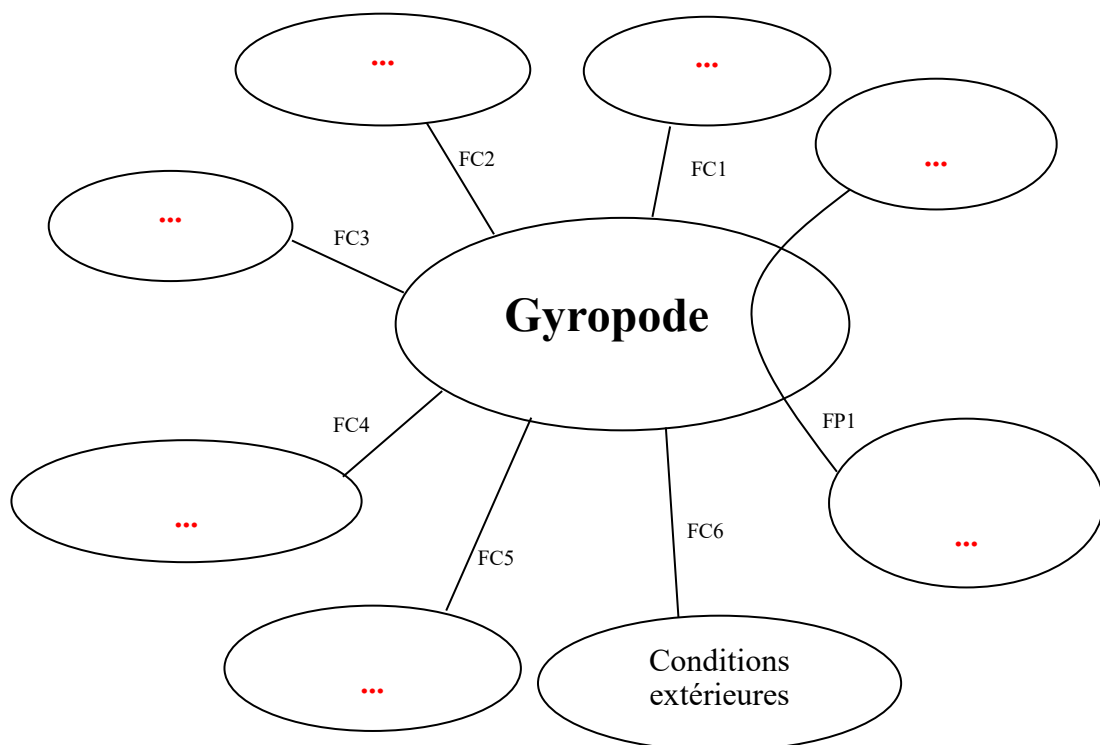 ...
...
...
FC2
FC1
...
FC3
Gyropode
FC4
FP1
...
FC5
FC6
...
Conditions
extérieures
...